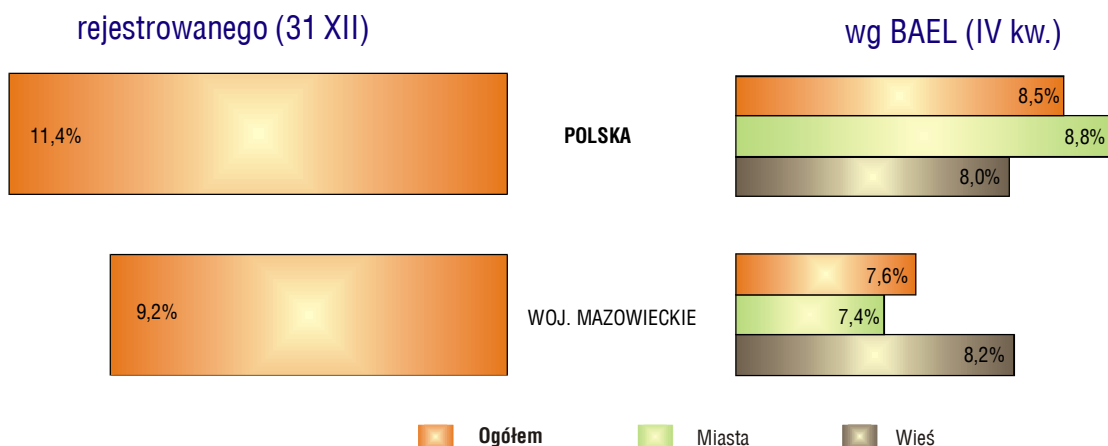 rejestrowanego (31 XII)
wg BAEL (IV kw.)
11,4%
POLSKA
8,5%
8,8%
8,0%
9,2%
WOJ. MAZOWIECKIE
7,6%
7,4%
8,2%
Ogółem
Miasta
Wieś